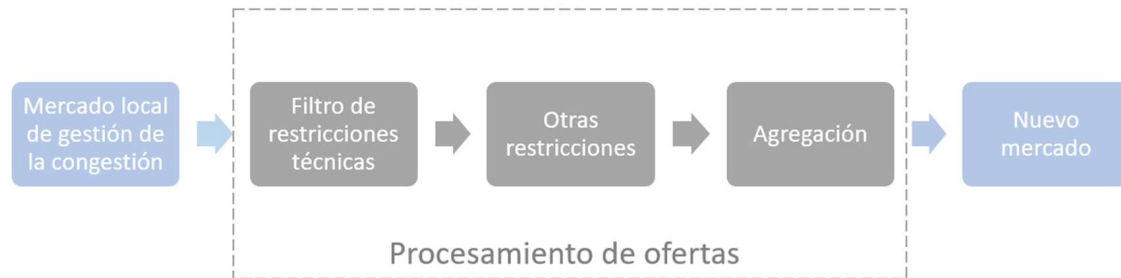 Mercado local
de gestión de
la congestión
Filtro de
restricciones
técnicas
Otras
restricciones
Agregación
Nuevo
mercado
Procesamiento de ofertas